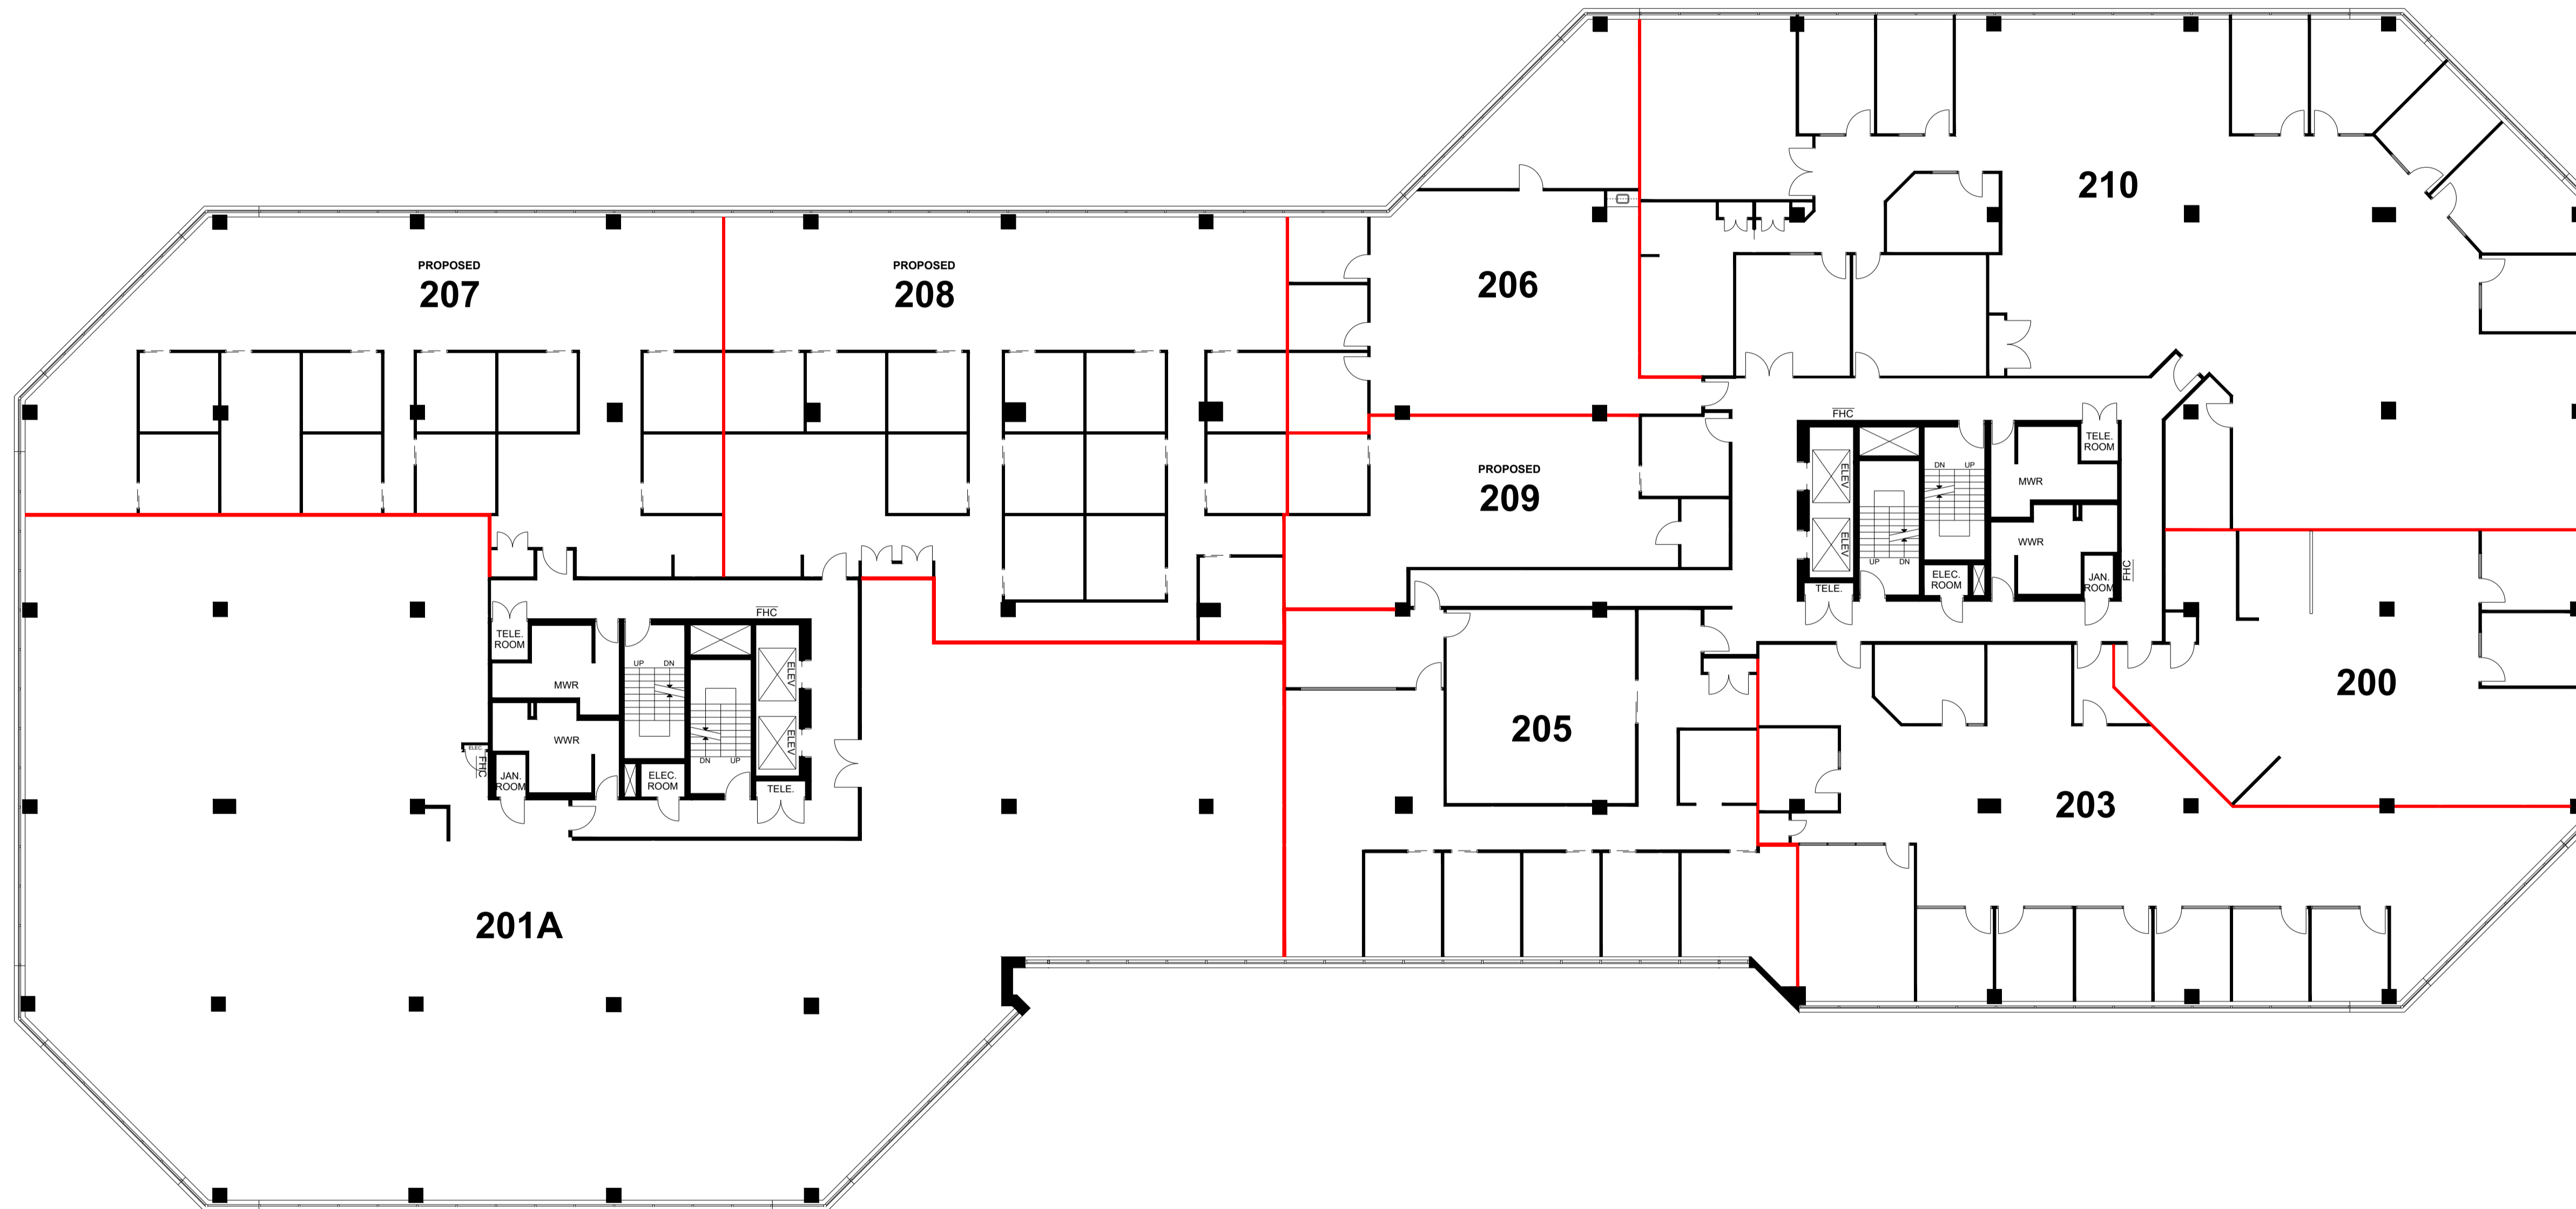 210
PROPOSED
207
PROPOSED
208
206
FHC
TELE.
ROOM
ELEV
DN
UP
MWR
PROPOSED
209
ELEV
WWR
UP
DN
ELEC.
ROOM
JAN.
ROOM
FHC
TELE.
FHC
TELE.
ROOM
UP
DN
ELEV
MWR
200
205
WWR
ELEV
ELEC.
FHC
DN
UP
JAN.
ROOM
ELEC.
ROOM
TELE.
203
201A